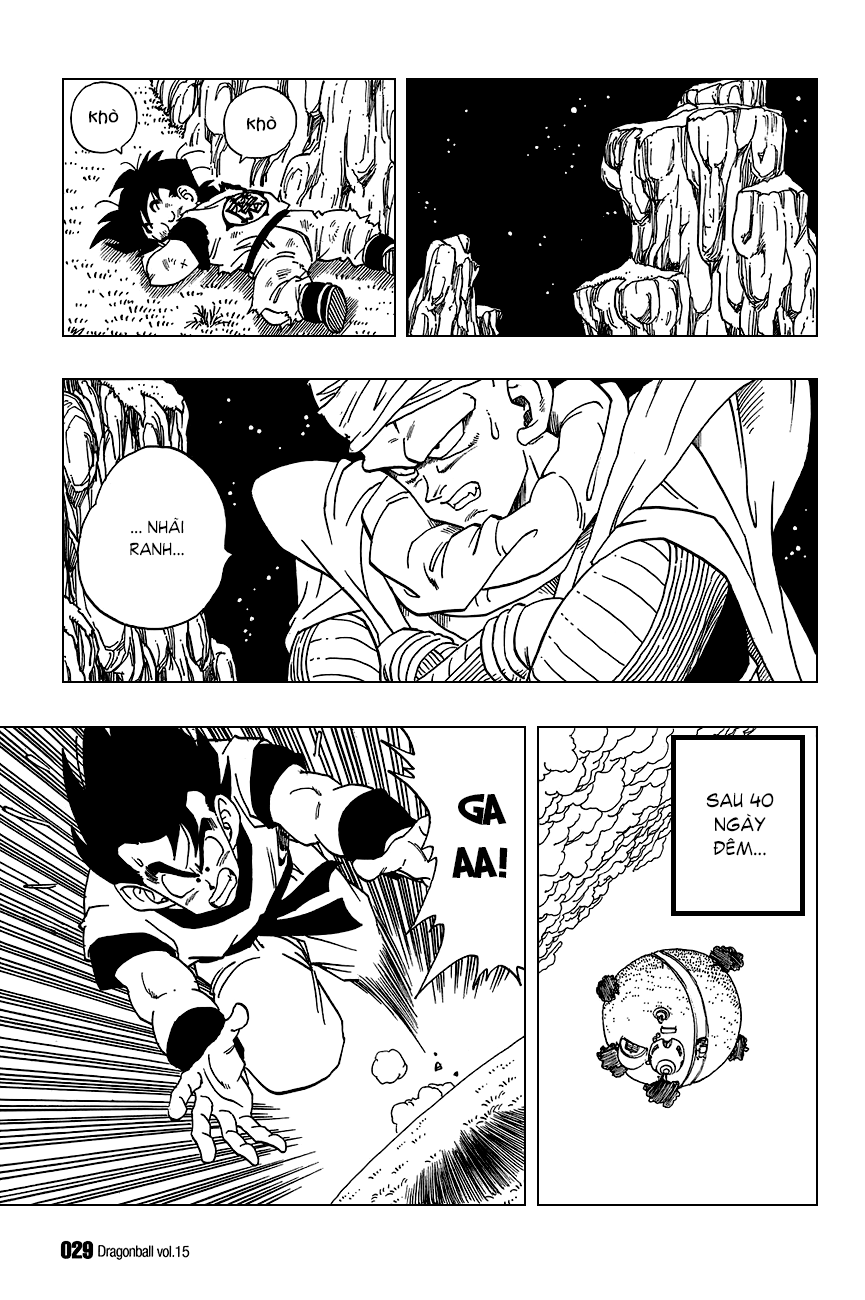 KHÒ
KHÒ
... NHÃI
RANH...
SAU 40
NGÀY
ĐÊM...
GA
AA!
029 Dragonball vol.15